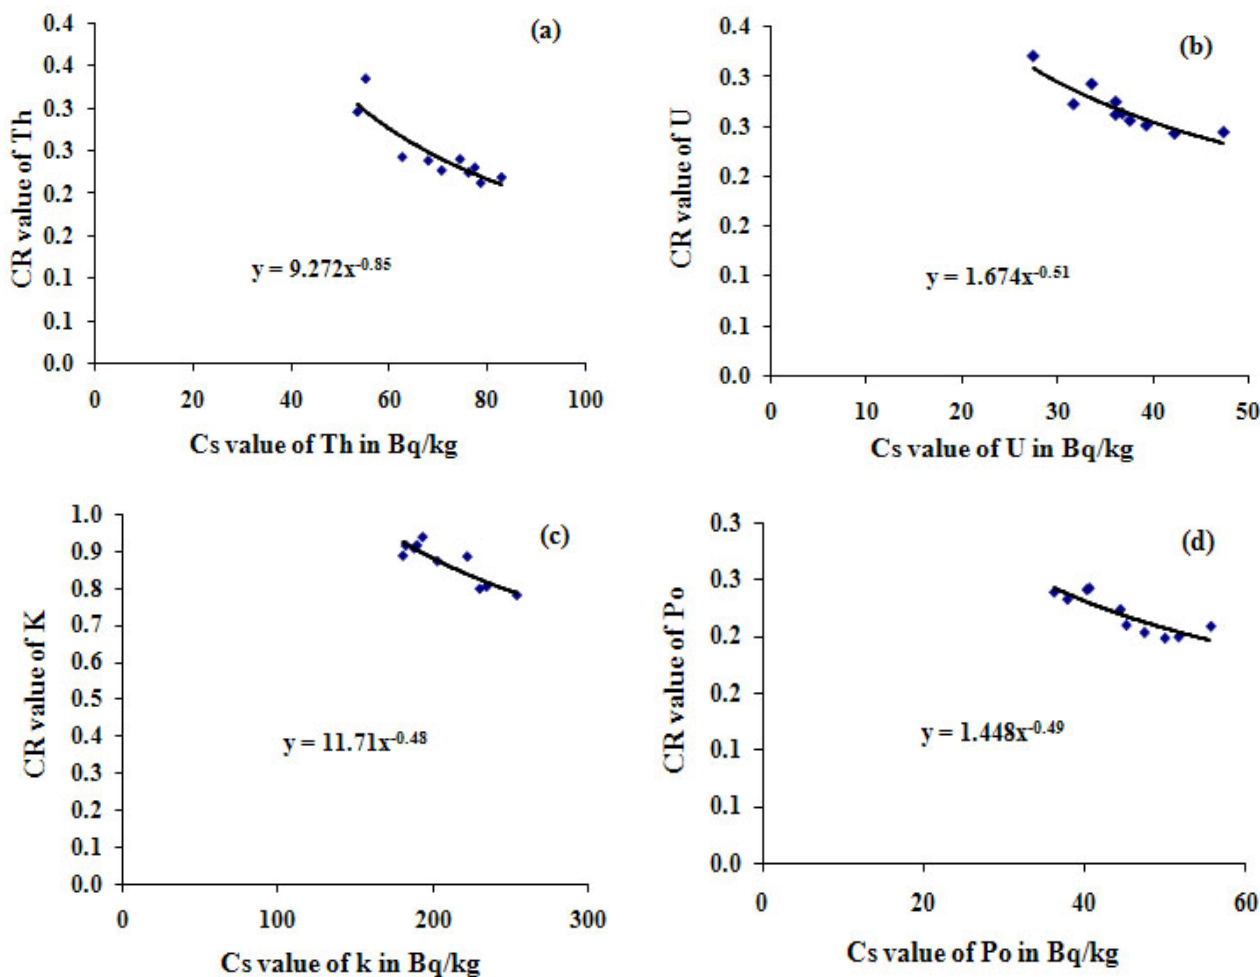 (a)
CR value of Th
0.4
0.4
0.3
0.3
0.2
0.2
0.1
0.1
0.0
y = 9.272x^-0.85
0 20 40 60 80 100
Cs value of Th in Bq/kg
(b)
CR value of U
0.4
0.3
0.3
0.2
0.2
0.1
0.1
0.0
y = 1.674x^-0.51
0 10 20 30 40 50
Cs value of U in Bq/kg
(c)
CR value of K
1.0
0.9
0.8
0.7
0.6
0.5
0.4
0.3
0.2
0.1
0.0
y = 11.71x^-0.48
0 100 200 300
Cs value of k in Bq/kg
(d)
CR value of Po
0.3
0.3
0.2
0.2
0.1
0.1
0.0
y = 1.448x^-0.49
0 20 40 60
Cs value of Po in Bq/kg